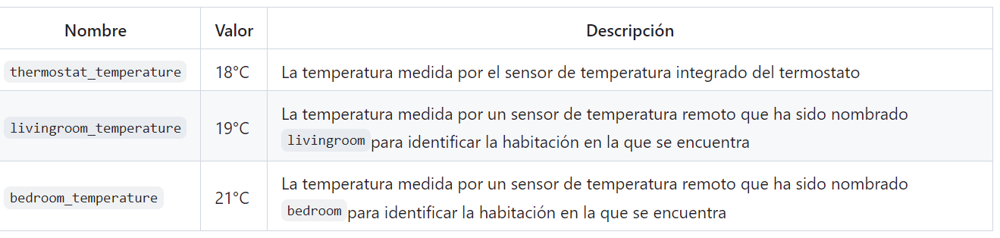 Nombre Valor Descripción
thermostat_temperature 18°C La temperatura medida por el sensor de temperatura integrado del termostato
La temperatura medida por un sensor de temperatura remoto que ha sido nombrado
livingroom_temperature 19°C
livingroom para identificar la habitación en la que se encuentra
La temperatura medida por un sensor de temperatura remoto que ha sido nombrado
bedroom_temperature 21°C
bedroom para identificar la habitación en la que se encuentra